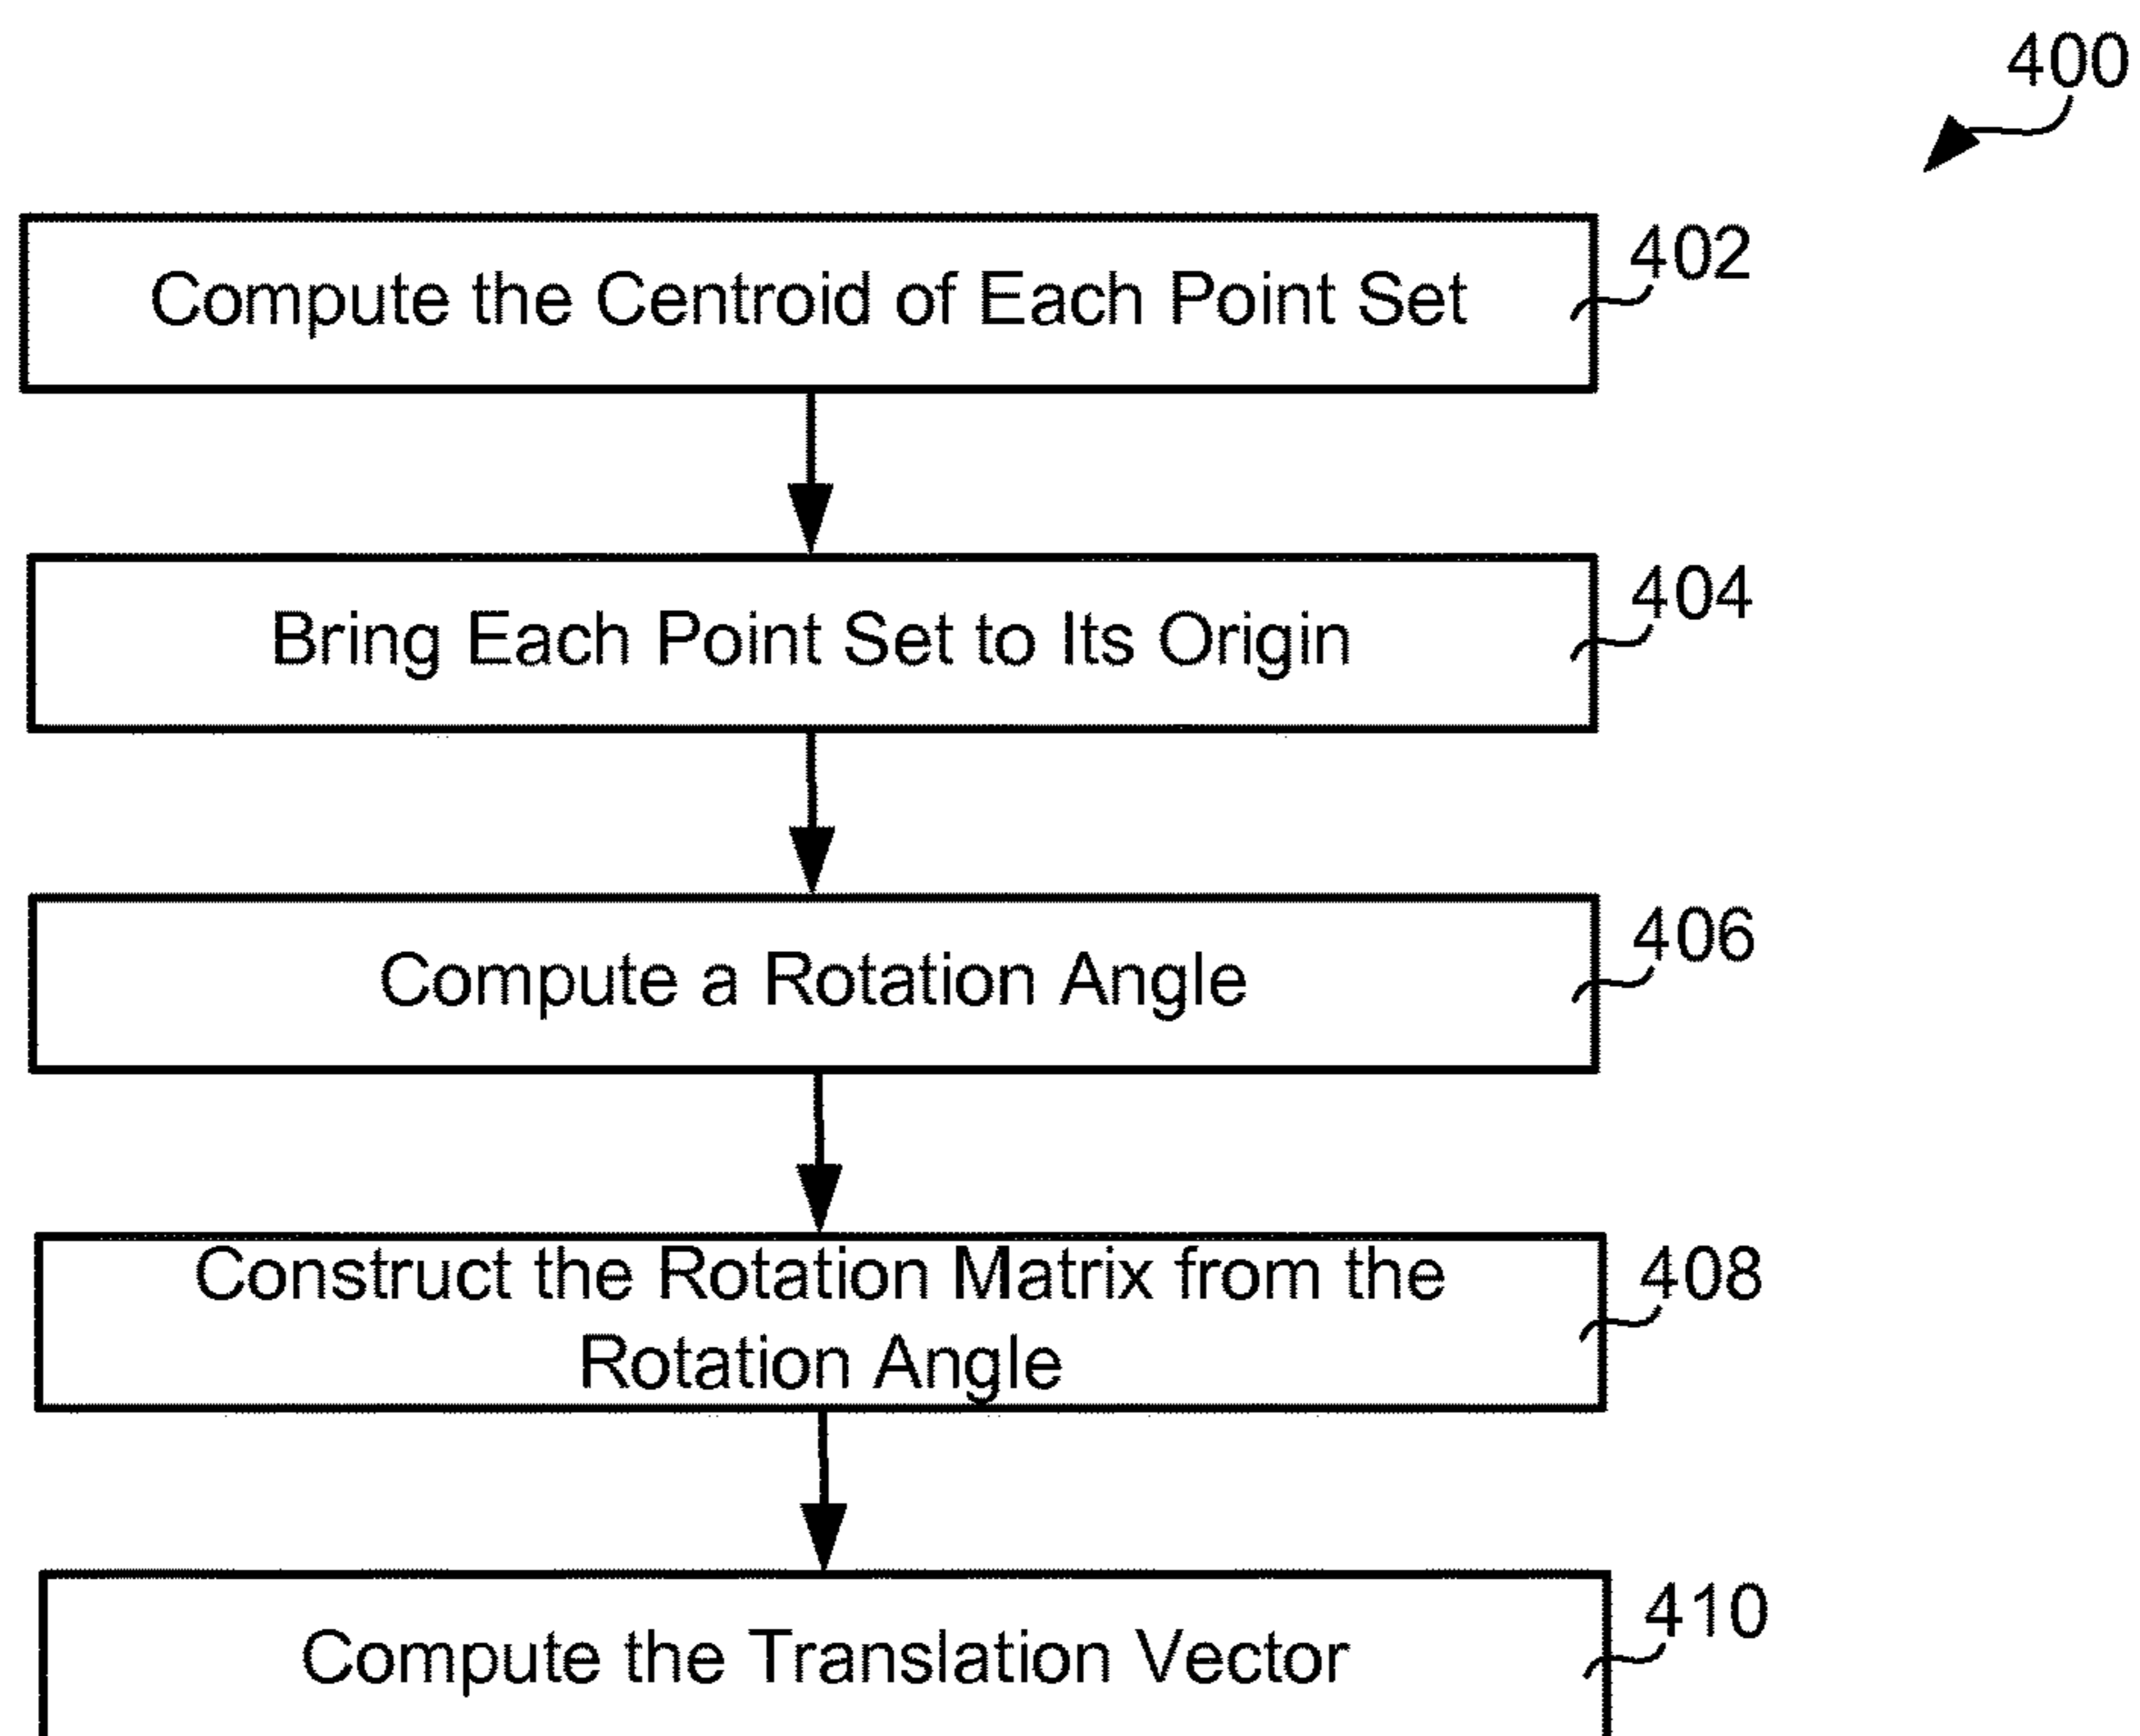 400
Compute the Centroid of Each Point Set
402
Bring Each Point Set to Its Origin
404
Compute a Rotation Angle
406
Construct the Rotation Matrix from the
Rotation Angle
408
Compute the Translation Vector
410